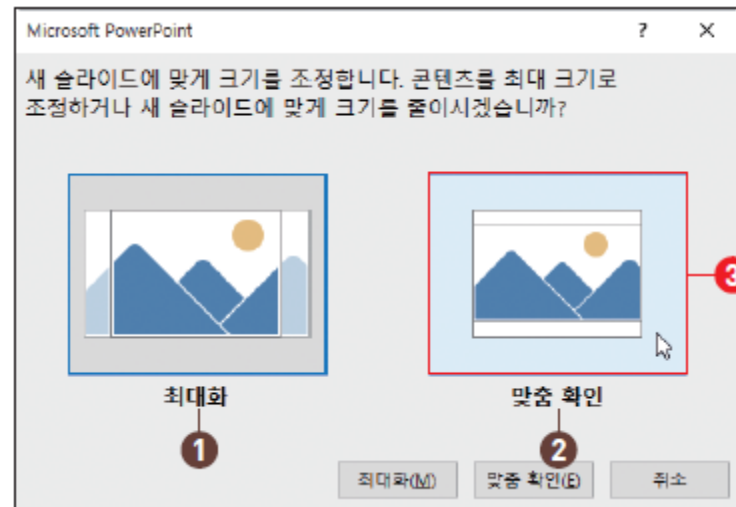 Microsoft PowerPoint ? ×
새 슬라이드에 맞게 크기를 조정합니다. 콘텐츠를 최대 크기로
조정하거나 새 슬라이드에 맞게 크기를 줄이시겠습니까?
3
최대화 맞춤 확인
1 2
최대화(M) 맞춤 확인(E) 취소